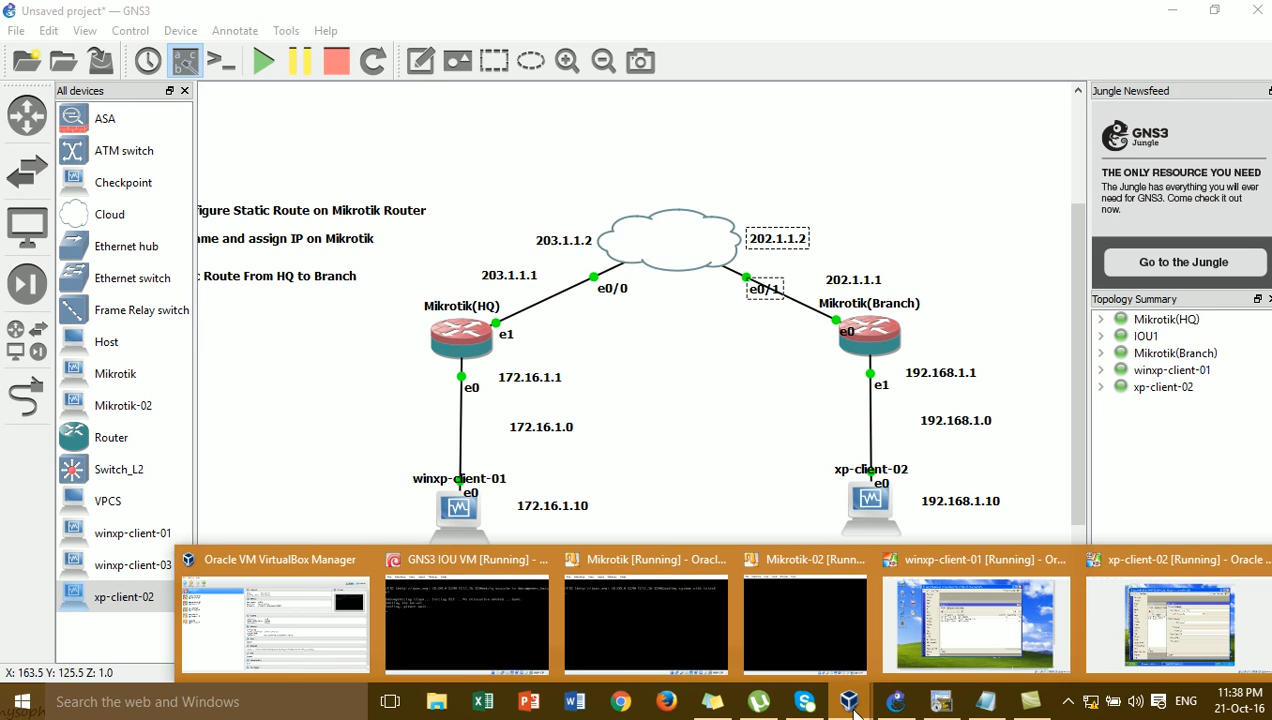 Unsaved project* — GNS3
File Edit View Control Device Annotate Tools Help
All devices
ASA
ATM switch
Checkpoint
Cloud
Ethernet hub
Ethernet switch
Frame Relay switch
Host
Mikrotik
Mikrotik-02
Router
Switch_L2
VPCS
winxp-client-01
winxp-client-03
xp-client-02
X: 163.5 Y: 125.5 Z: 1.0
figure Static Route on Mikrotik Router
ame and assign IP on Mikrotik
c Route From HQ to Branch
203.1.1.2
202.1.1.2
203.1.1.1
e0/0
e0/1
202.1.1.1
Mikrotik(HQ)
Mikrotik(Branch)
e1
e0
172.16.1.1
e0
192.168.1.1
e1
172.16.1.0
192.168.1.0
winxp-client-01
e0
172.16.1.10
xp-client-02
e0
192.168.1.10
Jungle Newsfeed
GNS3
Jungle
THE ONLY RESOURCE YOU NEED
The Jungle has everything you will ever
need for GNS3. Come check it out
now.
Go to the Jungle
Topology Summary
Mikrotik(HQ)
IOU1
Mikrotik(Branch)
winxp-client-01
xp-client-02
Oracle VM VirtualBox Manager
GNS3 IOU VM [Running] - ...
Mikrotik [Running] - Oracl...
Mikrotik-02 [Runn...
winxp-client-01 [Running] - Or...
xp-client-02 [Running] - Oracle ...
Search the web and Windows
ENG
11:38 PM
21-Oct-16